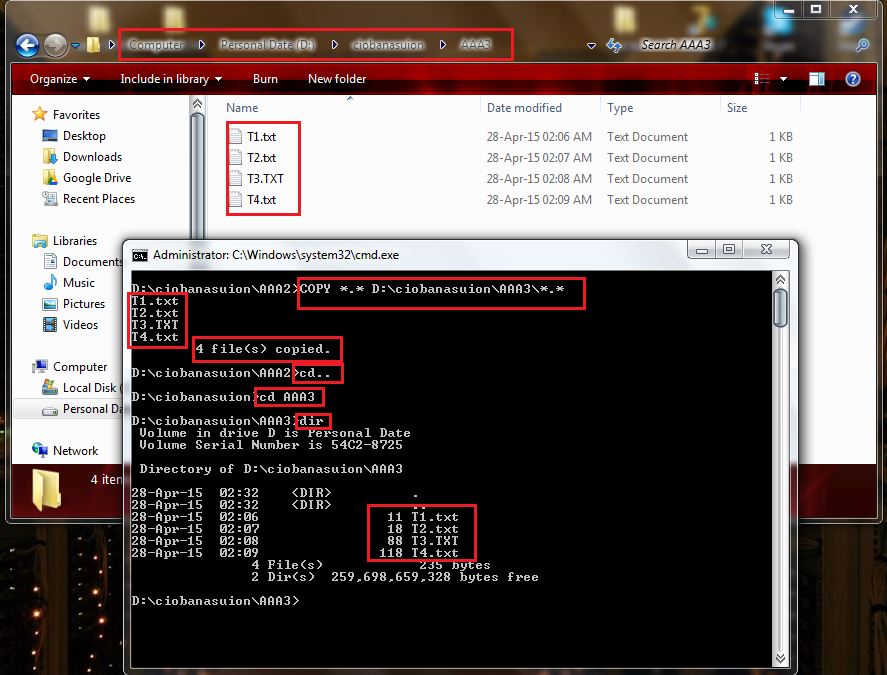 Computer Personal Date (D:) ciobanasuion AAA3 Search AAA3
Organize Include in library Burn New folder
Favorites
Desktop
Downloads
Google Drive
Recent Places
Libraries
Documents
Music
Pictures
Videos
Computer
Local Disk (
Personal Da
Network
4 iten
Name Date modified Type Size
T1.txt 28-Apr-15 02:06 AM Text Document 1 KB
T2.txt 28-Apr-15 02:07 AM Text Document 1 KB
T3.TXT 28-Apr-15 02:08 AM Text Document 1 KB
T4.txt 28-Apr-15 02:09 AM Text Document 1 KB
Administrator: C:\Windows\system32\cmd.exe
D:\ciobanasuion\AAA2>COPY *.* D:\ciobanasuion\AAA3\*.*
T1.txt
T2.txt
T3.TXT
T4.txt
4 file(s) copied.
D:\ciobanasuion\AAA2>cd..
D:\ciobanasuion>cd AAA3
D:\ciobanasuion\AAA3>dir
Volume in drive D is Personal Date
Volume Serial Number is 54C2-8725
Directory of D:\ciobanasuion\AAA3
28-Apr-15 02:32 <DIR> .
28-Apr-15 02:32 <DIR> ..
28-Apr-15 02:06 11 T1.txt
28-Apr-15 02:07 18 T2.txt
28-Apr-15 02:08 88 T3.TXT
28-Apr-15 02:09 118 T4.txt
4 File(s) 235 bytes
2 Dir(s) 259,698,659,328 bytes free
D:\ciobanasuion\AAA3>